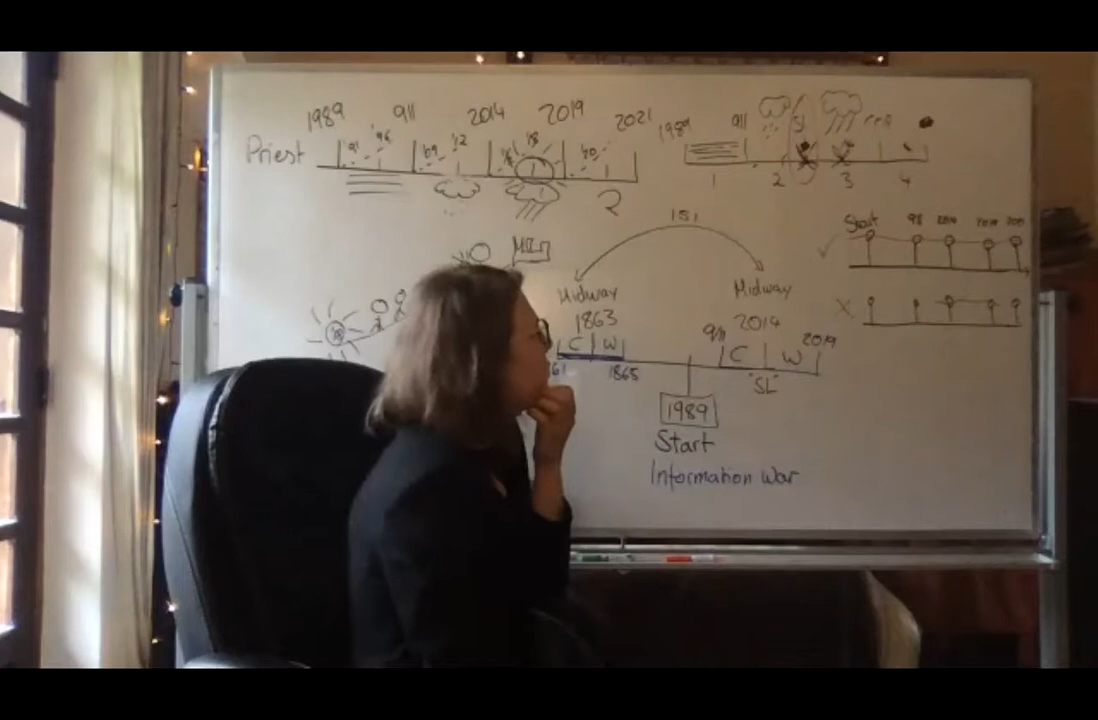 1989 911 2014 2019 2021
'91 '96 '09 '12 '18 '20
Priest
1989 911
1 2 3 4
151
Midway Midway
1863 2014
911 2019
C W C W
1865 "SL"
1989
Start
Information war
Start 2014 2019
X